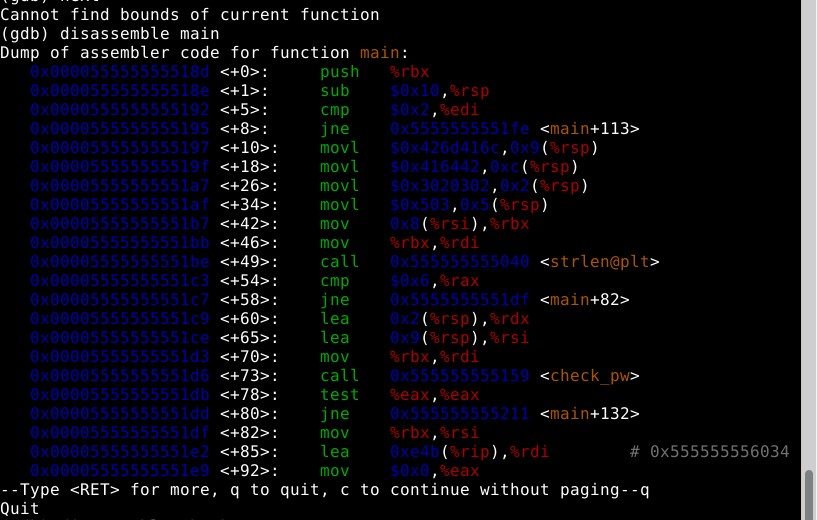 Cannot find bounds of current function
(gdb) disassemble main
Dump of assembler code for function main:
0x000055555555518d <+0>: push %rbx
0x000055555555518e <+1>: sub $0x10,%rsp
0x0000555555555192 <+5>: cmp $0x2,%edi
0x0000555555555195 <+8>: jne 0x5555555551fe <main+113>
0x0000555555555197 <+10>: movl $0x426d416c,0x9(%rsp)
0x000055555555519f <+18>: movl $0x416442,0xc(%rsp)
0x00005555555551a7 <+26>: movl $0x3020302,0x2(%rsp)
0x00005555555551af <+34>: movl $0x503,0x5(%rsp)
0x00005555555551b7 <+42>: mov 0x8(%rsi),%rbx
0x00005555555551bb <+46>: mov %rbx,%rdi
0x00005555555551be <+49>: call 0x555555555040 <strlen@plt>
0x00005555555551c3 <+54>: cmp $0x6,%rax
0x00005555555551c7 <+58>: jne 0x5555555551df <main+82>
0x00005555555551c9 <+60>: lea 0x2(%rsp),%rdx
0x00005555555551ce <+65>: lea 0x9(%rsp),%rsi
0x00005555555551d3 <+70>: mov %rbx,%rdi
0x00005555555551d6 <+73>: call 0x555555555159 <check_pw>
0x00005555555551db <+78>: test %eax,%eax
0x00005555555551dd <+80>: jne 0x555555555211 <main+132>
0x00005555555551df <+82>: mov %rbx,%rsi
0x00005555555551e2 <+85>: lea 0xe4b(%rip),%rdi # 0x555555556034
0x00005555555551e9 <+92>: mov $0x0,%eax
--Type <RET> for more, q to quit, c to continue without paging--q
Quit